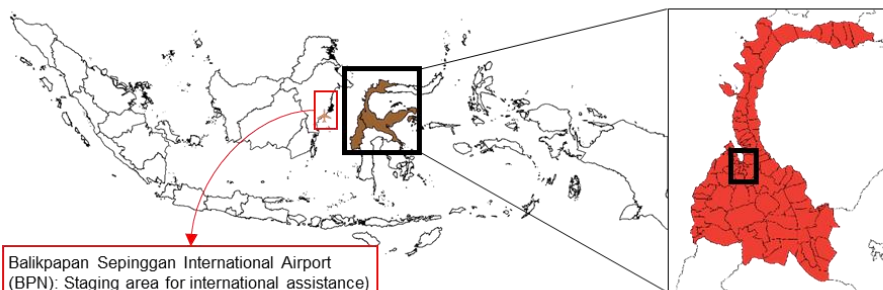 Balikpapan Sepinggan International Airport
(BPN): Staging area for international assistance)